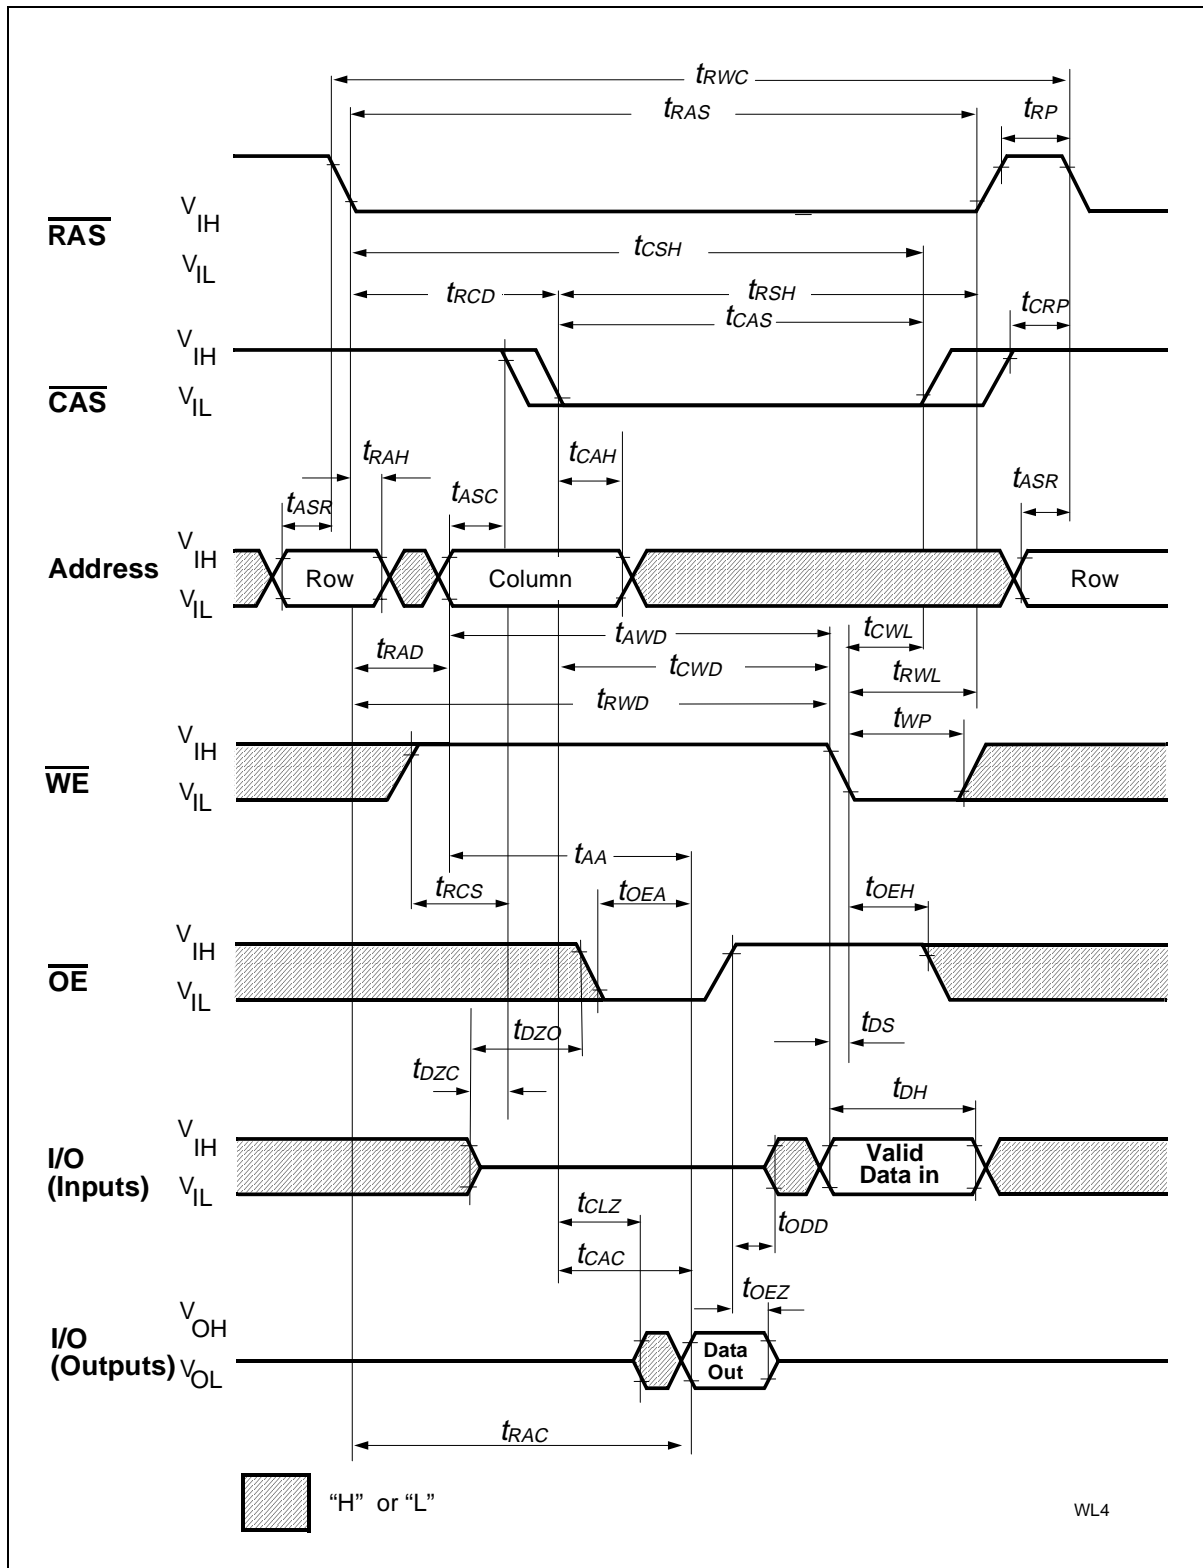 tRWC
tRAS
tRP
VIH
RAS
VIL
tCSH
tRCD
tRSH
tCRP
tCAS
VIH
CAS
VIL
tRAH
tCAH
tASR
tASC
tASR
VIH
Address
Row
Column
Row
VIL
tAWD
tCWL
tRAD
tCWD
tRWL
tRWD
tWP
VIH
WE
VIL
tAA
tRCS
tOEA
tOEH
VIH
OE
VIL
tDZO
tDS
tDZC
tDH
VIH
I/O
(Inputs)
VIL
Valid
Data in
tCLZ
tODD
tCAC
tOEZ
VOH
I/O
(Outputs)
VOL
Data
Out
tRAC
“H” or “L”
WL4